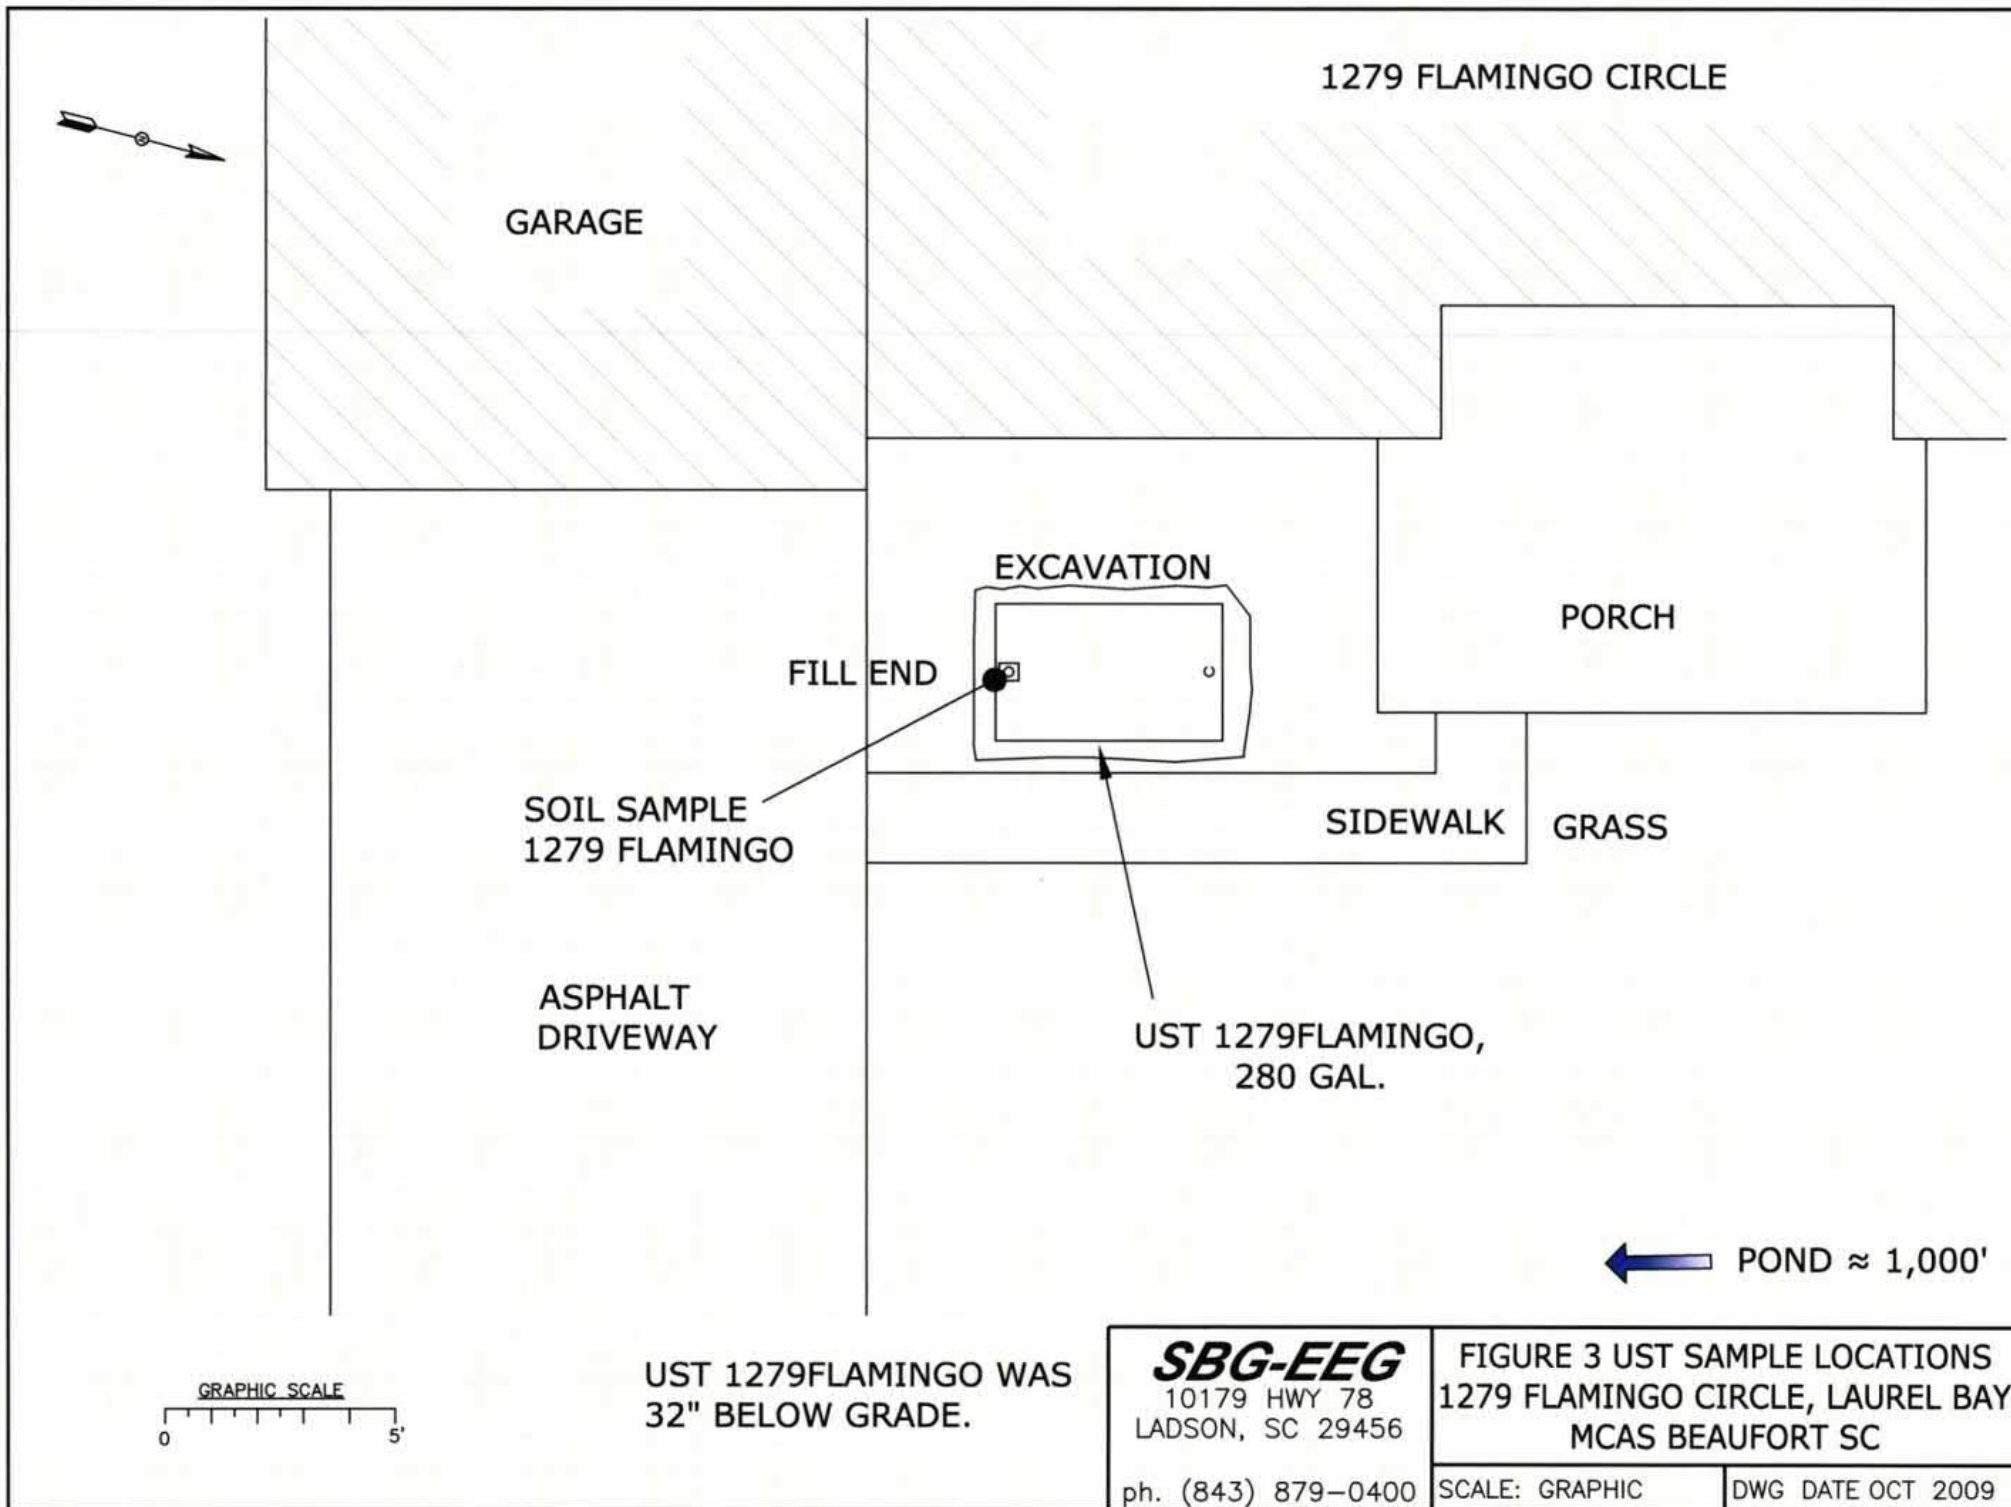 1279 FLAMINGO CIRCLE
N
GARAGE
EXCAVATION
PORCH
FILL END
SOIL SAMPLE
1279 FLAMINGO
SIDEWALK
GRASS
ASPHALT
DRIVEWAY
UST 1279FLAMINGO,
280 GAL.
POND ≈ 1,000'
GRAPHIC SCALE
0 5'
UST 1279FLAMINGO WAS
32" BELOW GRADE.
SBG-EEG
10179 HWY 78
LADSON, SC 29456
ph. (843) 879-0400
FIGURE 3 UST SAMPLE LOCATIONS
1279 FLAMINGO CIRCLE, LAUREL BAY
MCAS BEAUFORT SC
SCALE: GRAPHIC
DWG DATE OCT 2009